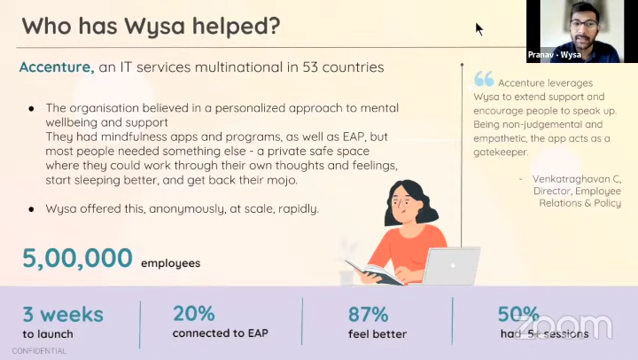 Who has Wysa helped?
Pranav - Wysa
Accenture, an IT services multinational in 53 countries
● The organisation believed in a personalized approach to mental
wellbeing and support
They had mindfulness apps and programs, as well as EAP, but
most people needed something else - a private safe space
where they could work through their own thoughts and feelings,
start sleeping better, and get back their mojo.
● Wysa offered this, anonymously, at scale, rapidly.
“ Accenture leverages
Wysa to extend support and
encourage people to speak up.
Being non-judgemental and
empathetic, the app acts as a
gatekeeper.
- Venkatraghavan C,
Director, Employee
Relations & Policy
5,00,000 employees
3 weeks
to launch
20%
connected to EAP
87%
feel better
50%
had 5+ sessions
zoom
CONFIDENTIAL